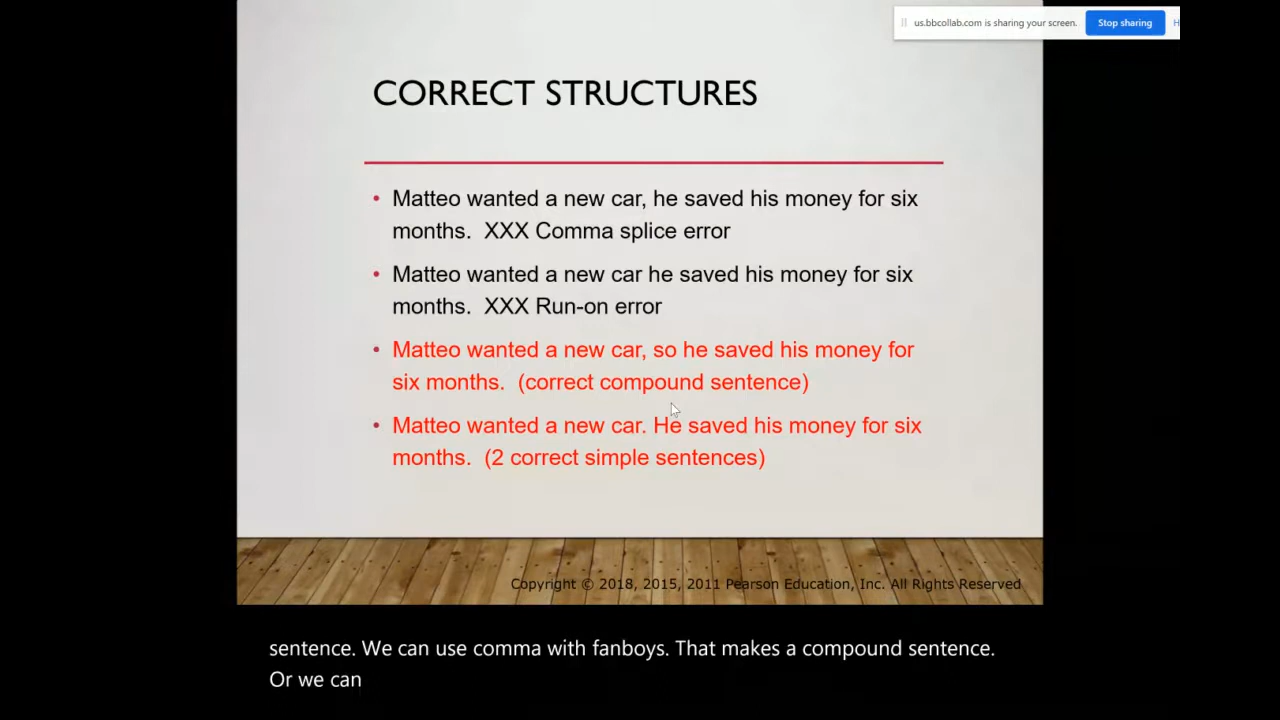 us.bbcollab.com is sharing your screen.
Stop sharing
H
CORRECT STRUCTURES
• Matteo wanted a new car, he saved his money for six
months.  XXX Comma splice error
• Matteo wanted a new car he saved his money for six
months.  XXX Run-on error
• Matteo wanted a new car, so he saved his money for
six months.  (correct compound sentence)
• Matteo wanted a new car. He saved his money for six
months.  (2 correct simple sentences)
Copyright © 2018, 2015, 2011 Pearson Education, Inc. All Rights Reserved
sentence. We can use comma with fanboys. That makes a compound sentence.
Or we can